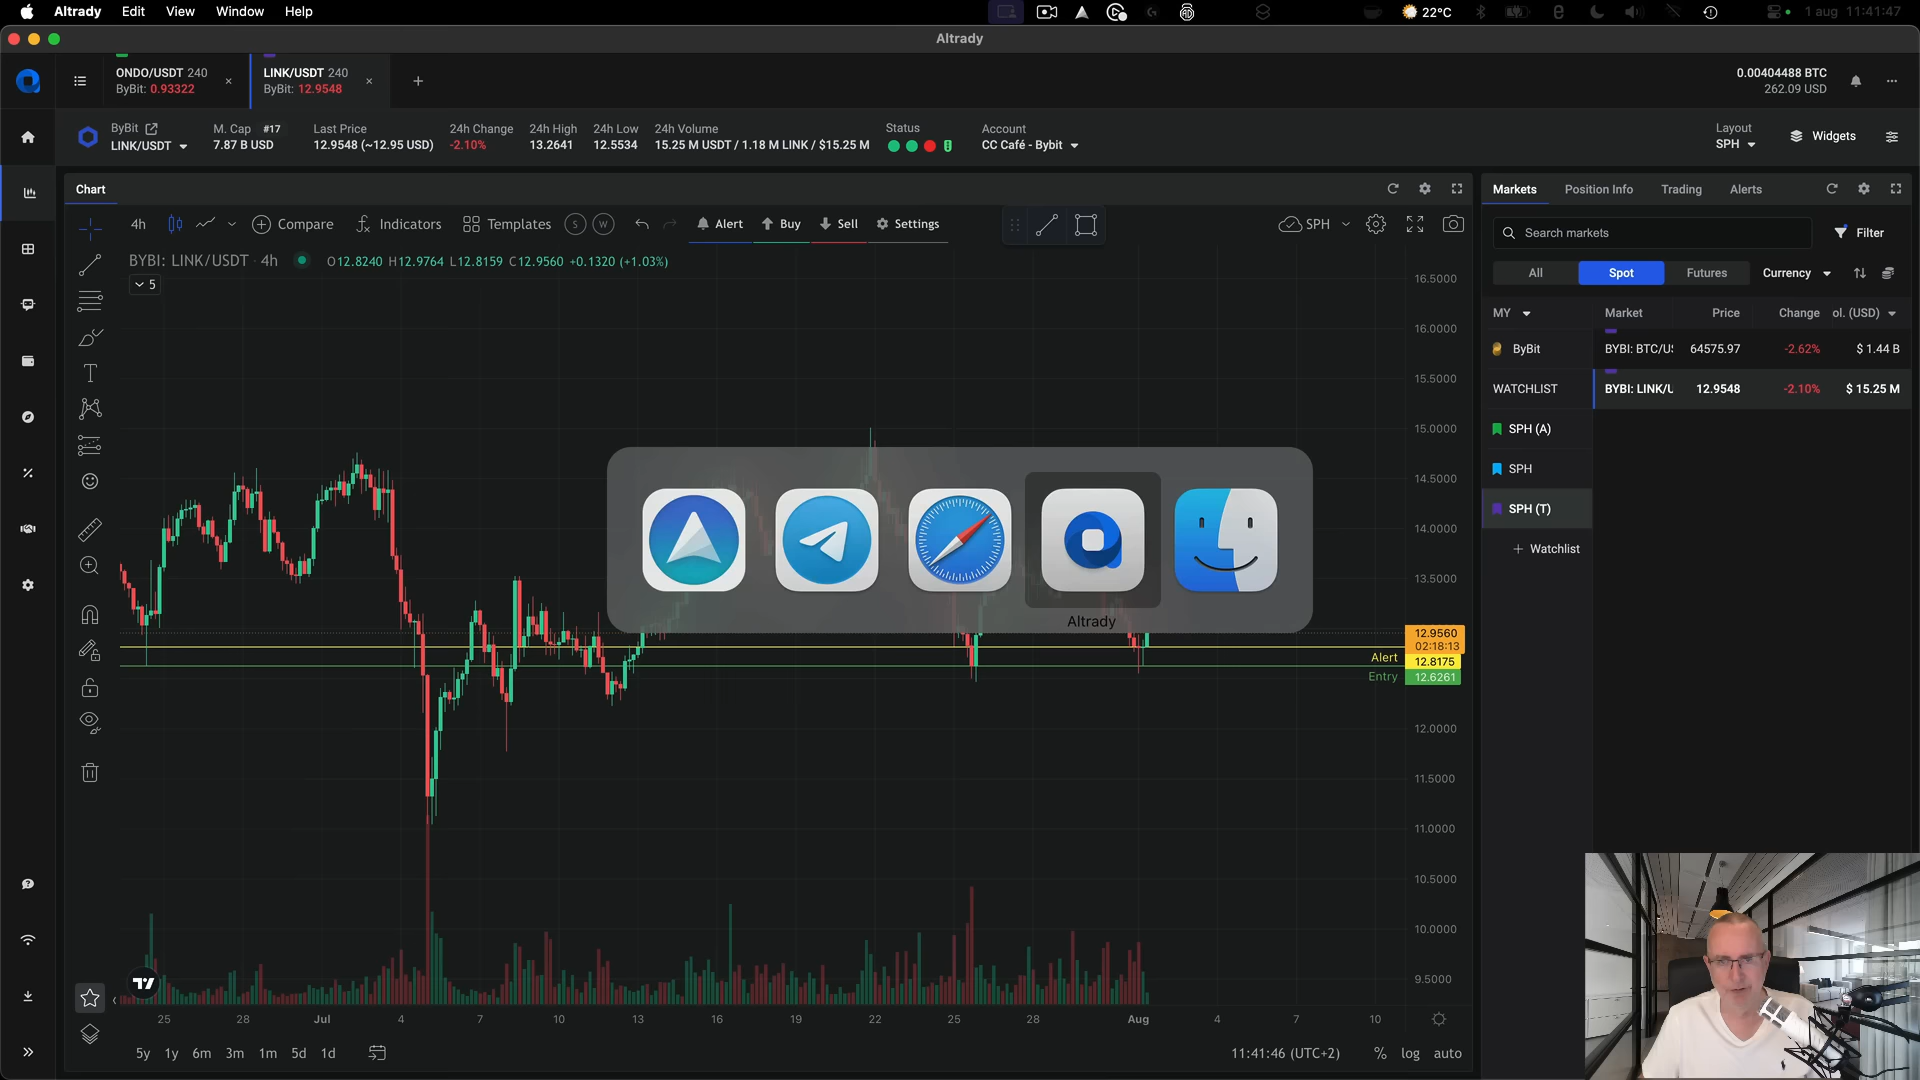 Altrady Edit View Window Help
22°C
1 aug 11:41:47
Altrady
ONDO/USDT 240
ByBit: 0.93322
LINK/USDT 240
ByBit: 12.9548
0.00404488 BTC
262.09 USD
ByBit
LINK/USDT
M. Cap #17
7.87 B USD
Last Price
12.9548 (~12.95 USD)
24h Change
-2.10%
24h High
13.2641
24h Low
12.5534
24h Volume
15.25 M USDT / 1.18 M LINK / $15.25 M
Status
Account
CC Café - Bybit
Layout
SPH
Widgets
Chart
4h
Compare
Indicators
Templates
S
W
Alert
Buy
Sell
Settings
SPH
BYBI: LINK/USDT · 4h
O12.8240 H12.9764 L12.8159 C12.9560 +0.1320 (+1.03%)
5
16.5000
16.0000
15.5000
15.0000
14.5000
14.0000
13.5000
12.9560
02:18:13
Alert 12.8175
Entry 12.6261
12.0000
11.5000
11.0000
10.5000
10.0000
9.5000
Altrady
25 28 Jul 4 7 10 13 16 19 22 25 28 Aug 4 7 10
5y 1y 6m 3m 1m 5d 1d
11:41:46 (UTC+2)
% log auto
Markets Position Info Trading Alerts
Search markets
Filter
All Spot Futures Currency
MY Market Price Change ol. (USD)
ByBit
BYBI: BTC/US 64575.97 -2.62% $ 1.44 B
WATCHLIST
BYBI: LINK/U 12.9548 -2.10% $ 15.25 M
SPH (A)
SPH
SPH (T)
+ Watchlist